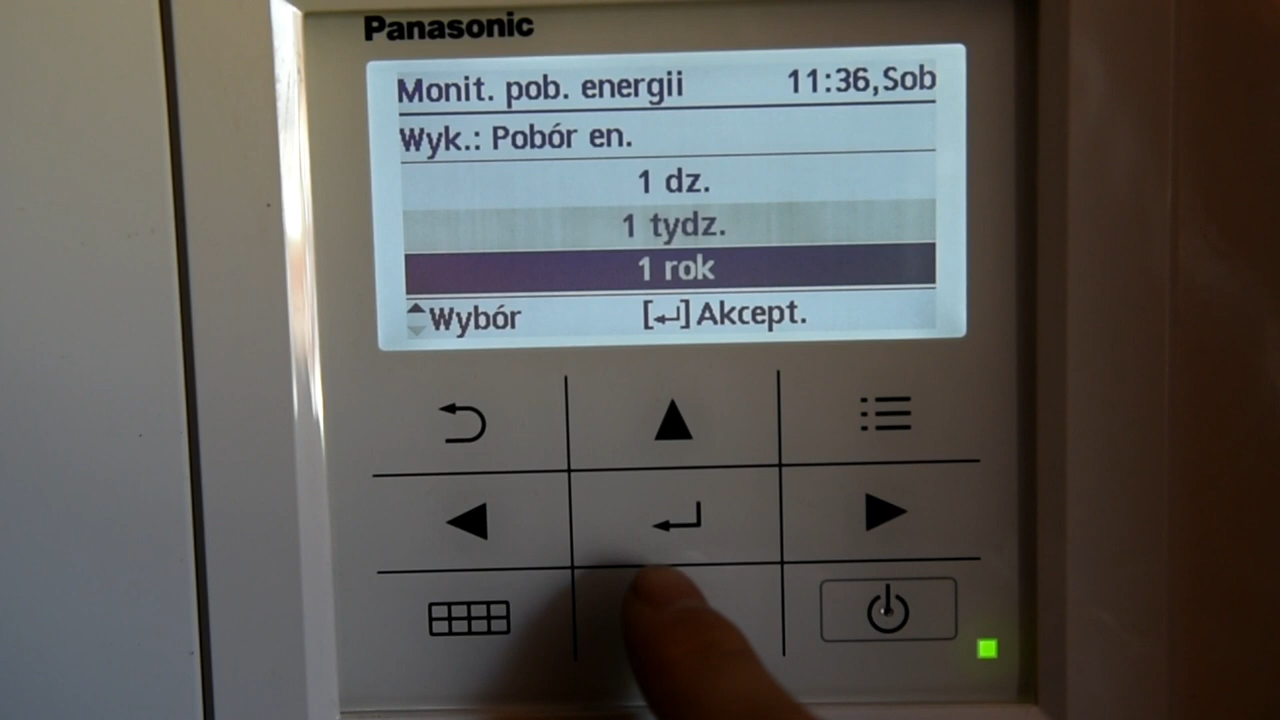 Panasonic
Monit. pob. energii 11:36,Sob
Wyk.: Pobór en.
1 dz.
1 tydz.
1 rok
Wybór [↵] Akcept.